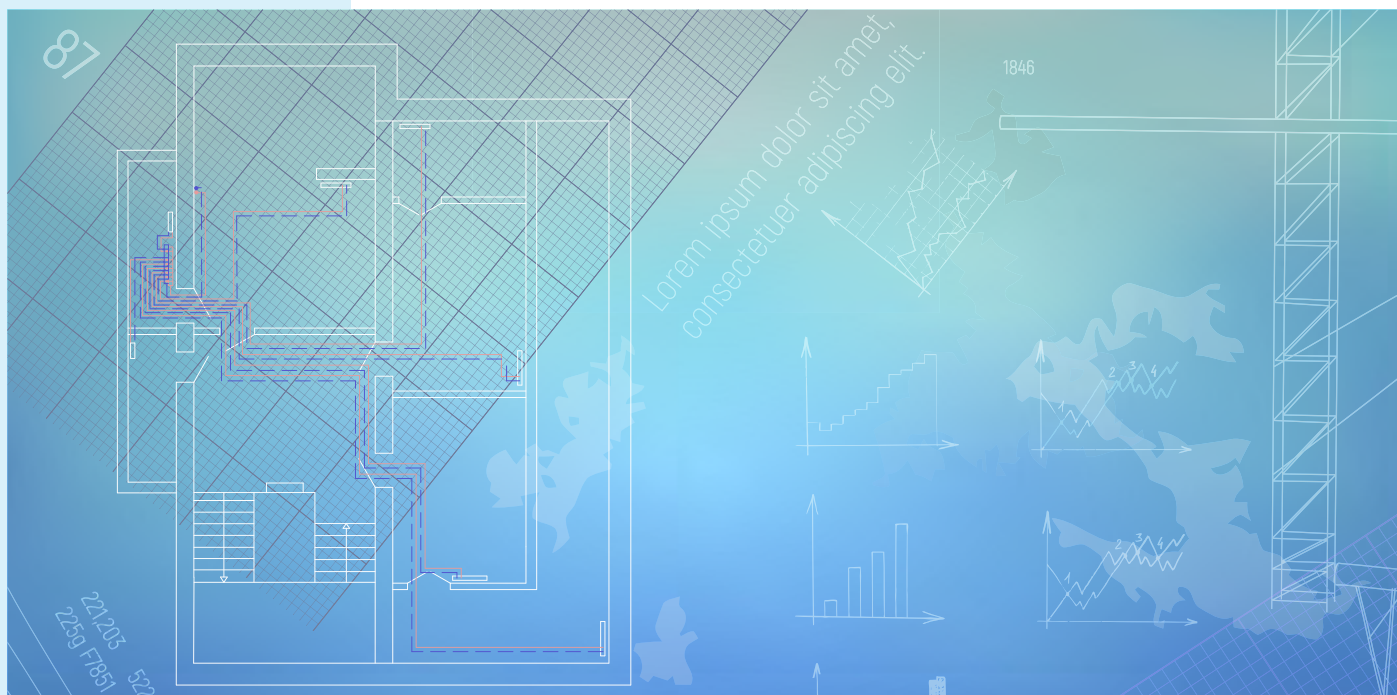 87
Lorem ipsum dolor sit amet,
consectetuer adipiscing elit.
1846
1 2 3 4
1 2 3 4
221,203 522
225g F7851